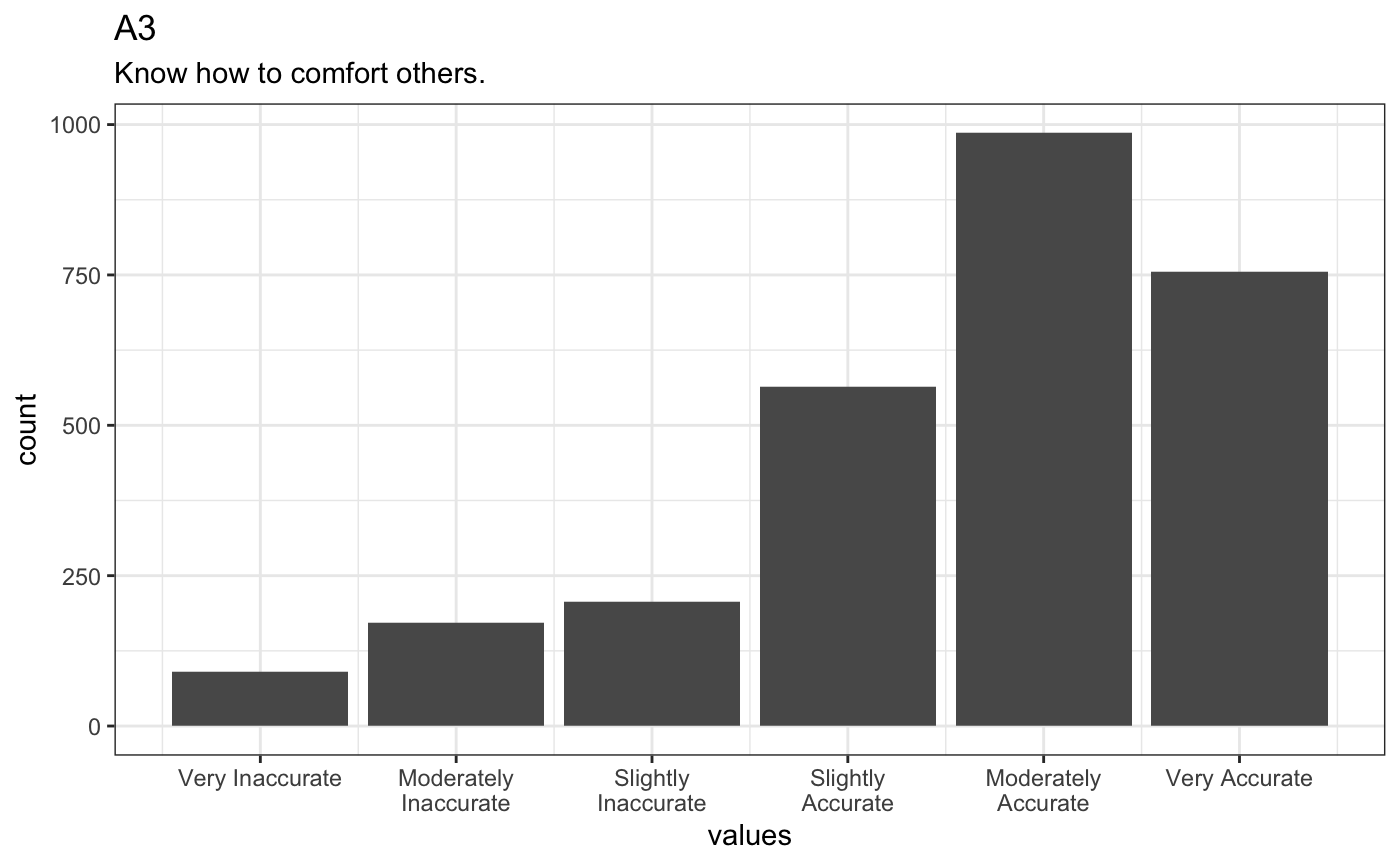 A3
Know how to comfort others.
1000
750
500
250
0
count
Very Inaccurate
Moderately
Inaccurate
Slightly
Inaccurate
Slightly
Accurate
Moderately
Accurate
Very Accurate
values